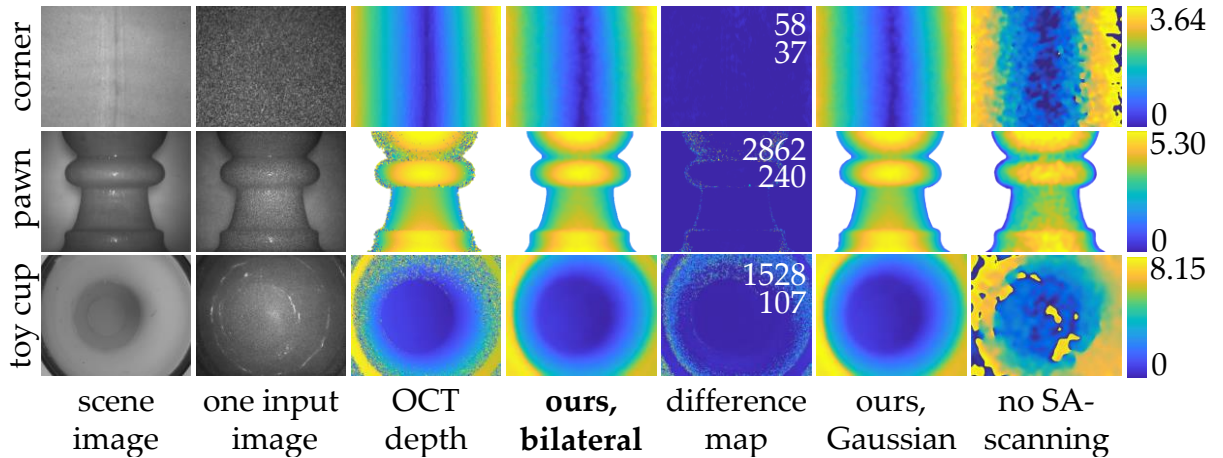 corner
58
37
3.64
0
pawn
2862
240
5.30
0
toy cup
1528
107
8.15
0
scene
image
one input
image
OCT
depth
ours,
bilateral
difference
map
ours,
Gaussian
no SA-
scanning